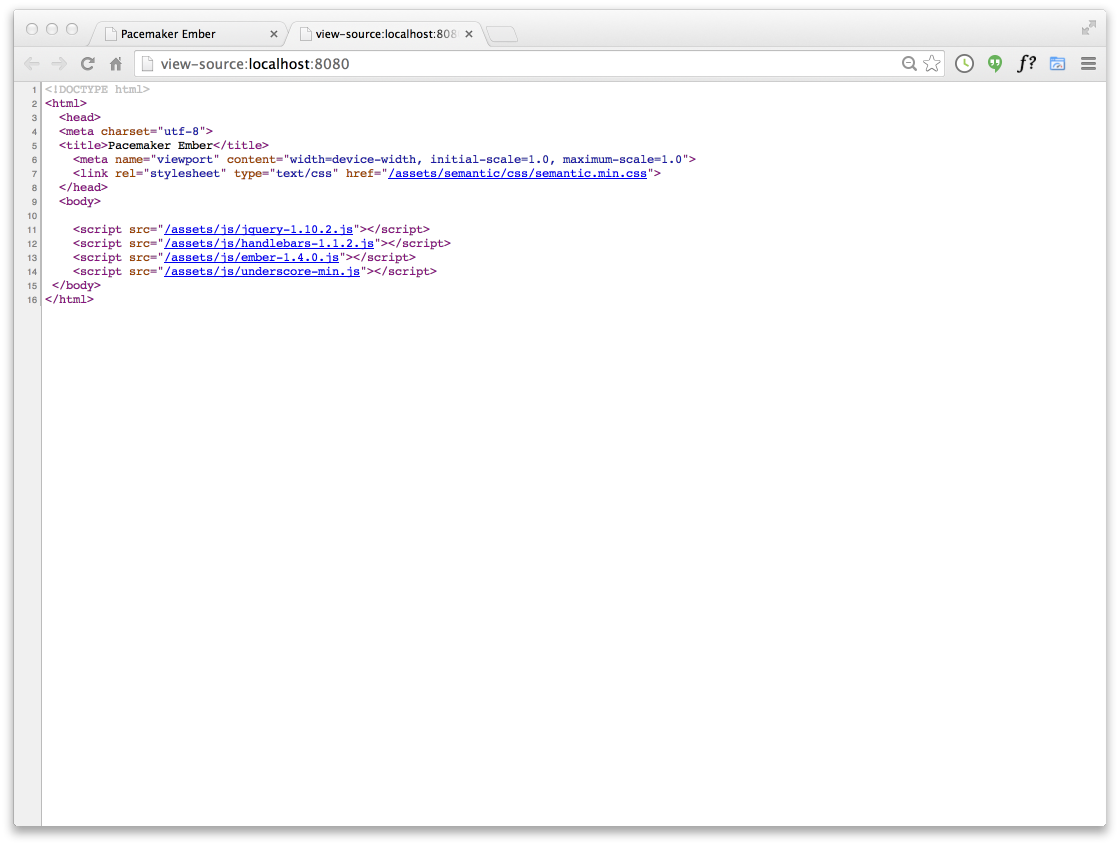 Pacemaker Ember
view-source:localhost:808
view-source:localhost:8080
f?
1 <!DOCTYPE html>
2 <html>
3   <head>
4   <meta charset="utf-8">
5   <title>Pacemaker Ember</title>
6     <meta name="viewport" content="width=device-width, initial-scale=1.0, maximum-scale=1.0">
7     <link rel="stylesheet" type="text/css" href="/assets/semantic/css/semantic.min.css">
8   </head>
9   <body>
10
11     <script src="/assets/js/jquery-1.10.2.js"></script>
12     <script src="/assets/js/handlebars-1.1.2.js"></script>
13     <script src="/assets/js/ember-1.4.0.js"></script>
14     <script src="/assets/js/underscore-min.js"></script>
15  </body>
16 </html>